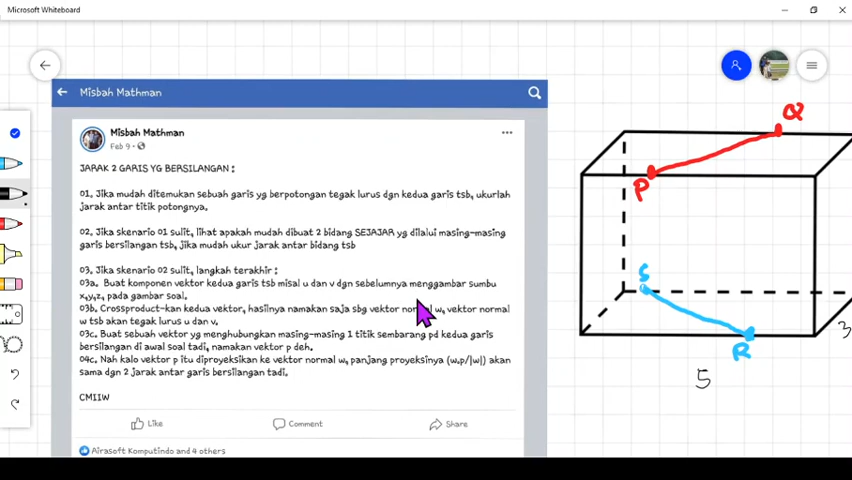 Microsoft Whiteboard
Misbah Mathman
Misbah Mathman
Feb 9
JARAK 2 GARIS YG BERSILANGAN :
01. Jika mudah ditemukan sebuah garis yg berpotongan tegak lurus dgn kedua garis tsb, ukurlah
jarak antar titik potongnya.
02. Jika skenario 01 sulit, lihat apakah mudah dibuat 2 bidang SEJAJAR yg dilalui masing-masing
garis bersilangan tsb, jika mudah ukur jarak antar bidang tsb
03. Jika skenario 02 sulit, langkah terakhir :
03a. Buat komponen vektor kedua garis tsb misal u dan v dgn sebelumnya menggambar sumbu
x,y,z, pada gambar soal.
03b. Crossproduct-kan kedua vektor, hasilnya namakan saja sbg vektor normal w, vektor normal
w tsb akan tegak lurus u dan v.
03c. Buat sebuah vektor yg menghubungkan masing-masing 1 titik sembarang pd kedua garis
bersilangan di awal soal tadi, namakan vektor p deh.
04c. Nah kalo vektor p itu diproyeksikan ke vektor normal w, panjang proyeksinya (w.p/|w|) akan
sama dgn 2 jarak antar garis bersilangan tadi.
CMIIW
Like
Comment
Share
Airasoft Komputindo and 4 others
Q
P
S
R
3
5